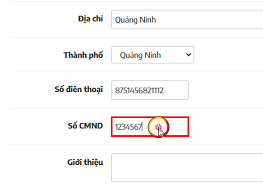 Địa chỉ Quảng Ninh
Thành phố Quảng Ninh
Số điện thoại 8751456821112
Số CMND 1234567
Giới thiệu